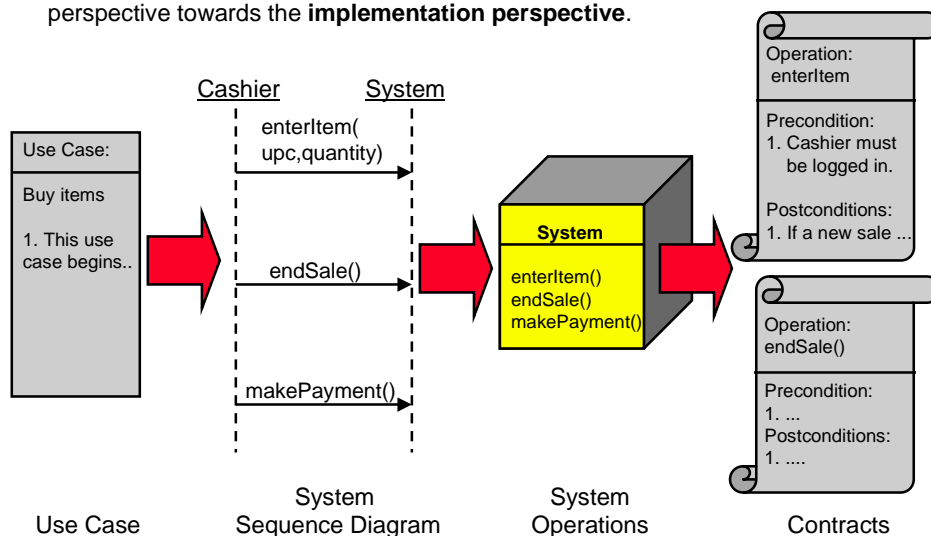 perspective towards the implementation perspective.
Use Case:
Buy items
1. This use
case begins..
Cashier
System
enterItem(
upc,quantity)
endSale()
makePayment()
System
enterItem()
endSale()
makePayment()
Operation:
enterItem
Precondition:
1. Cashier must
be logged in.
Postconditions:
1. If a new sale ...
Operation:
endSale()
Precondition:
1. ...
Postconditions:
1. ....
Use Case
System
Sequence Diagram
System
Operations
Contracts